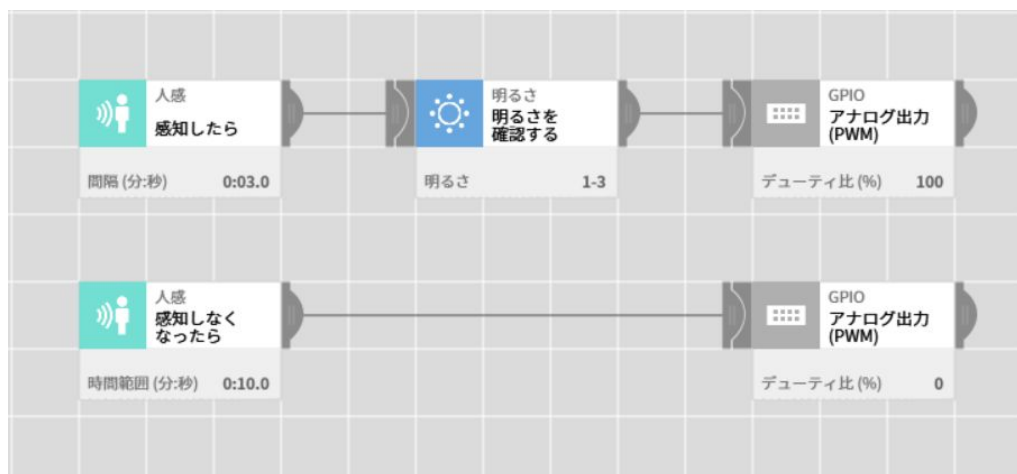 人感
感知したら
間隔 (分:秒) 0:03.0
明るさ
明るさを
確認する
明るさ 1-3
GPIO
アナログ出力
(PWM)
デューティ比 (%) 100
人感
感知しなく
なったら
時間範囲 (分:秒) 0:10.0
GPIO
アナログ出力
(PWM)
デューティ比 (%) 0